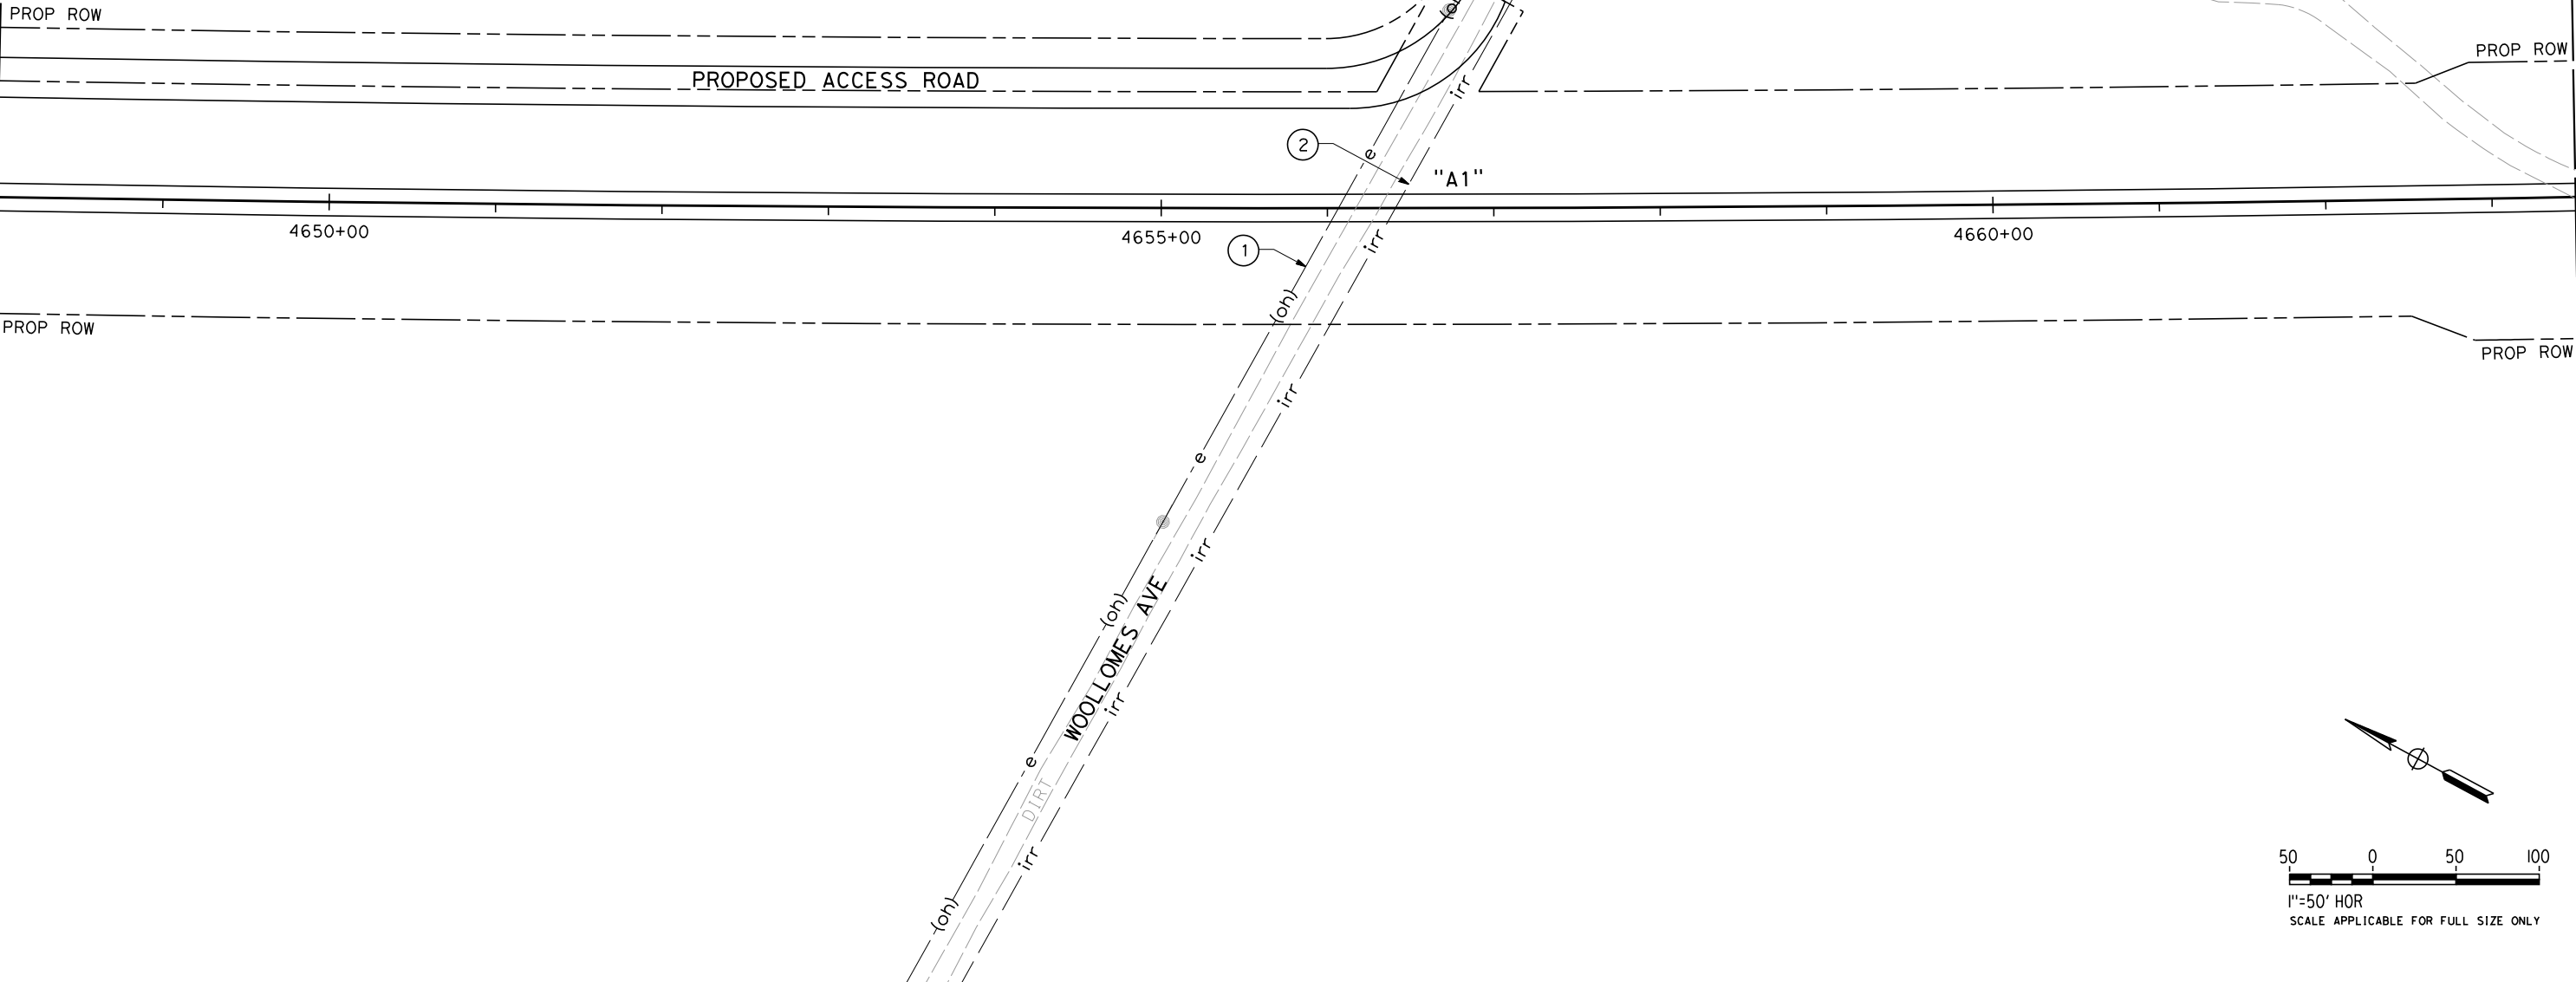 PROP ROW
(oh)
PROP ROW
PROPOSED ACCESS ROAD
irr
2
e
"A1"
4650+00
4655+00
4660+00
irr
1
(oh)
PROP ROW
PROP ROW
irr
e
irr
(oh)
WOOLLOMES AVE
irr
e
DIRT
irr
(oh)
50 0 50 100
1"=50' HOR
SCALE APPLICABLE FOR FULL SIZE ONLY